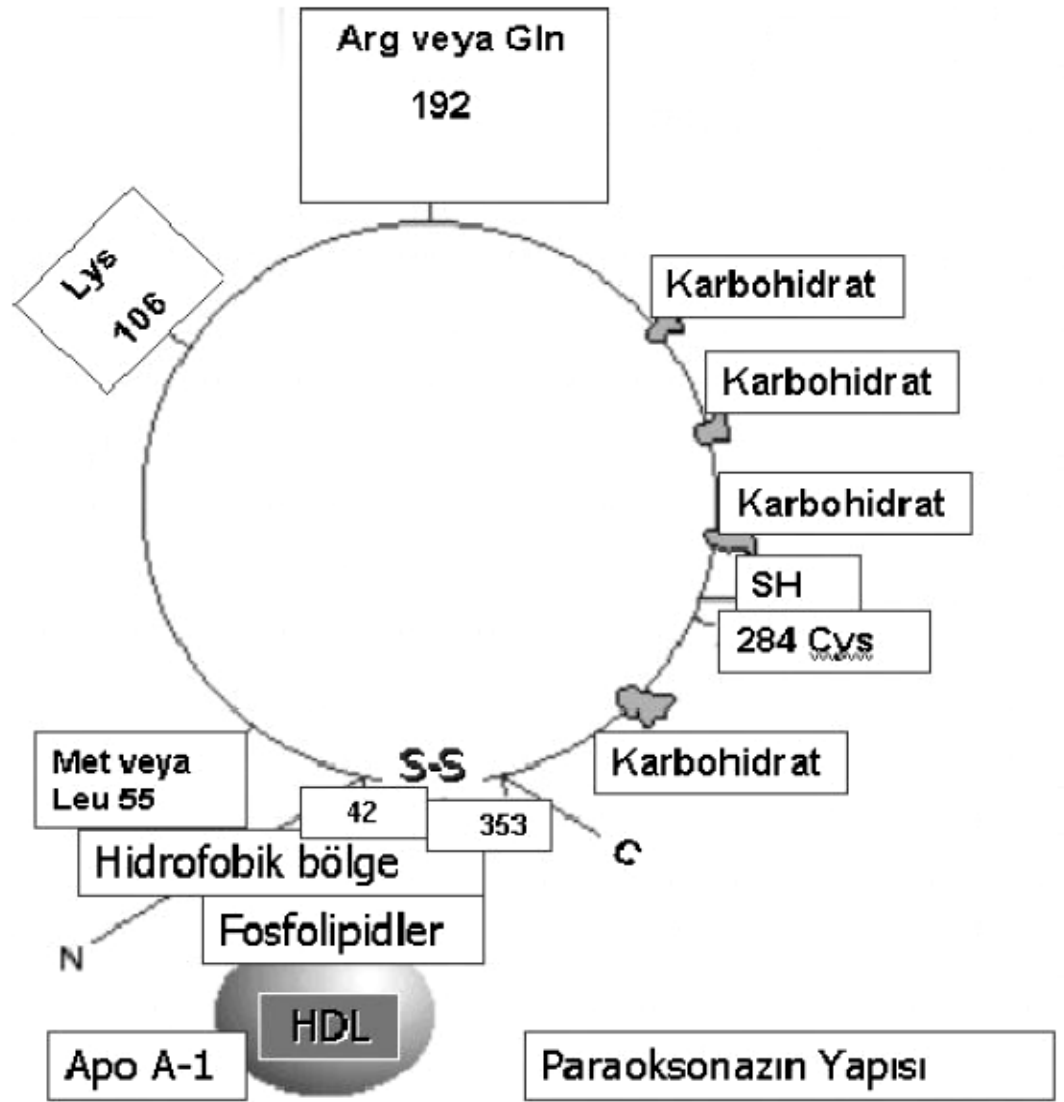 Arg veya Gln
192
Lys
106
Karbohidrat
Karbohidrat
Karbohidrat
SH
284 Cys
Karbohidrat
Met veya
Leu 55
S-S
42
353
C
Hidrofobik bölge
Fosfolipidler
N
HDL
Apo A-1
Paraoksonazın Yapısı